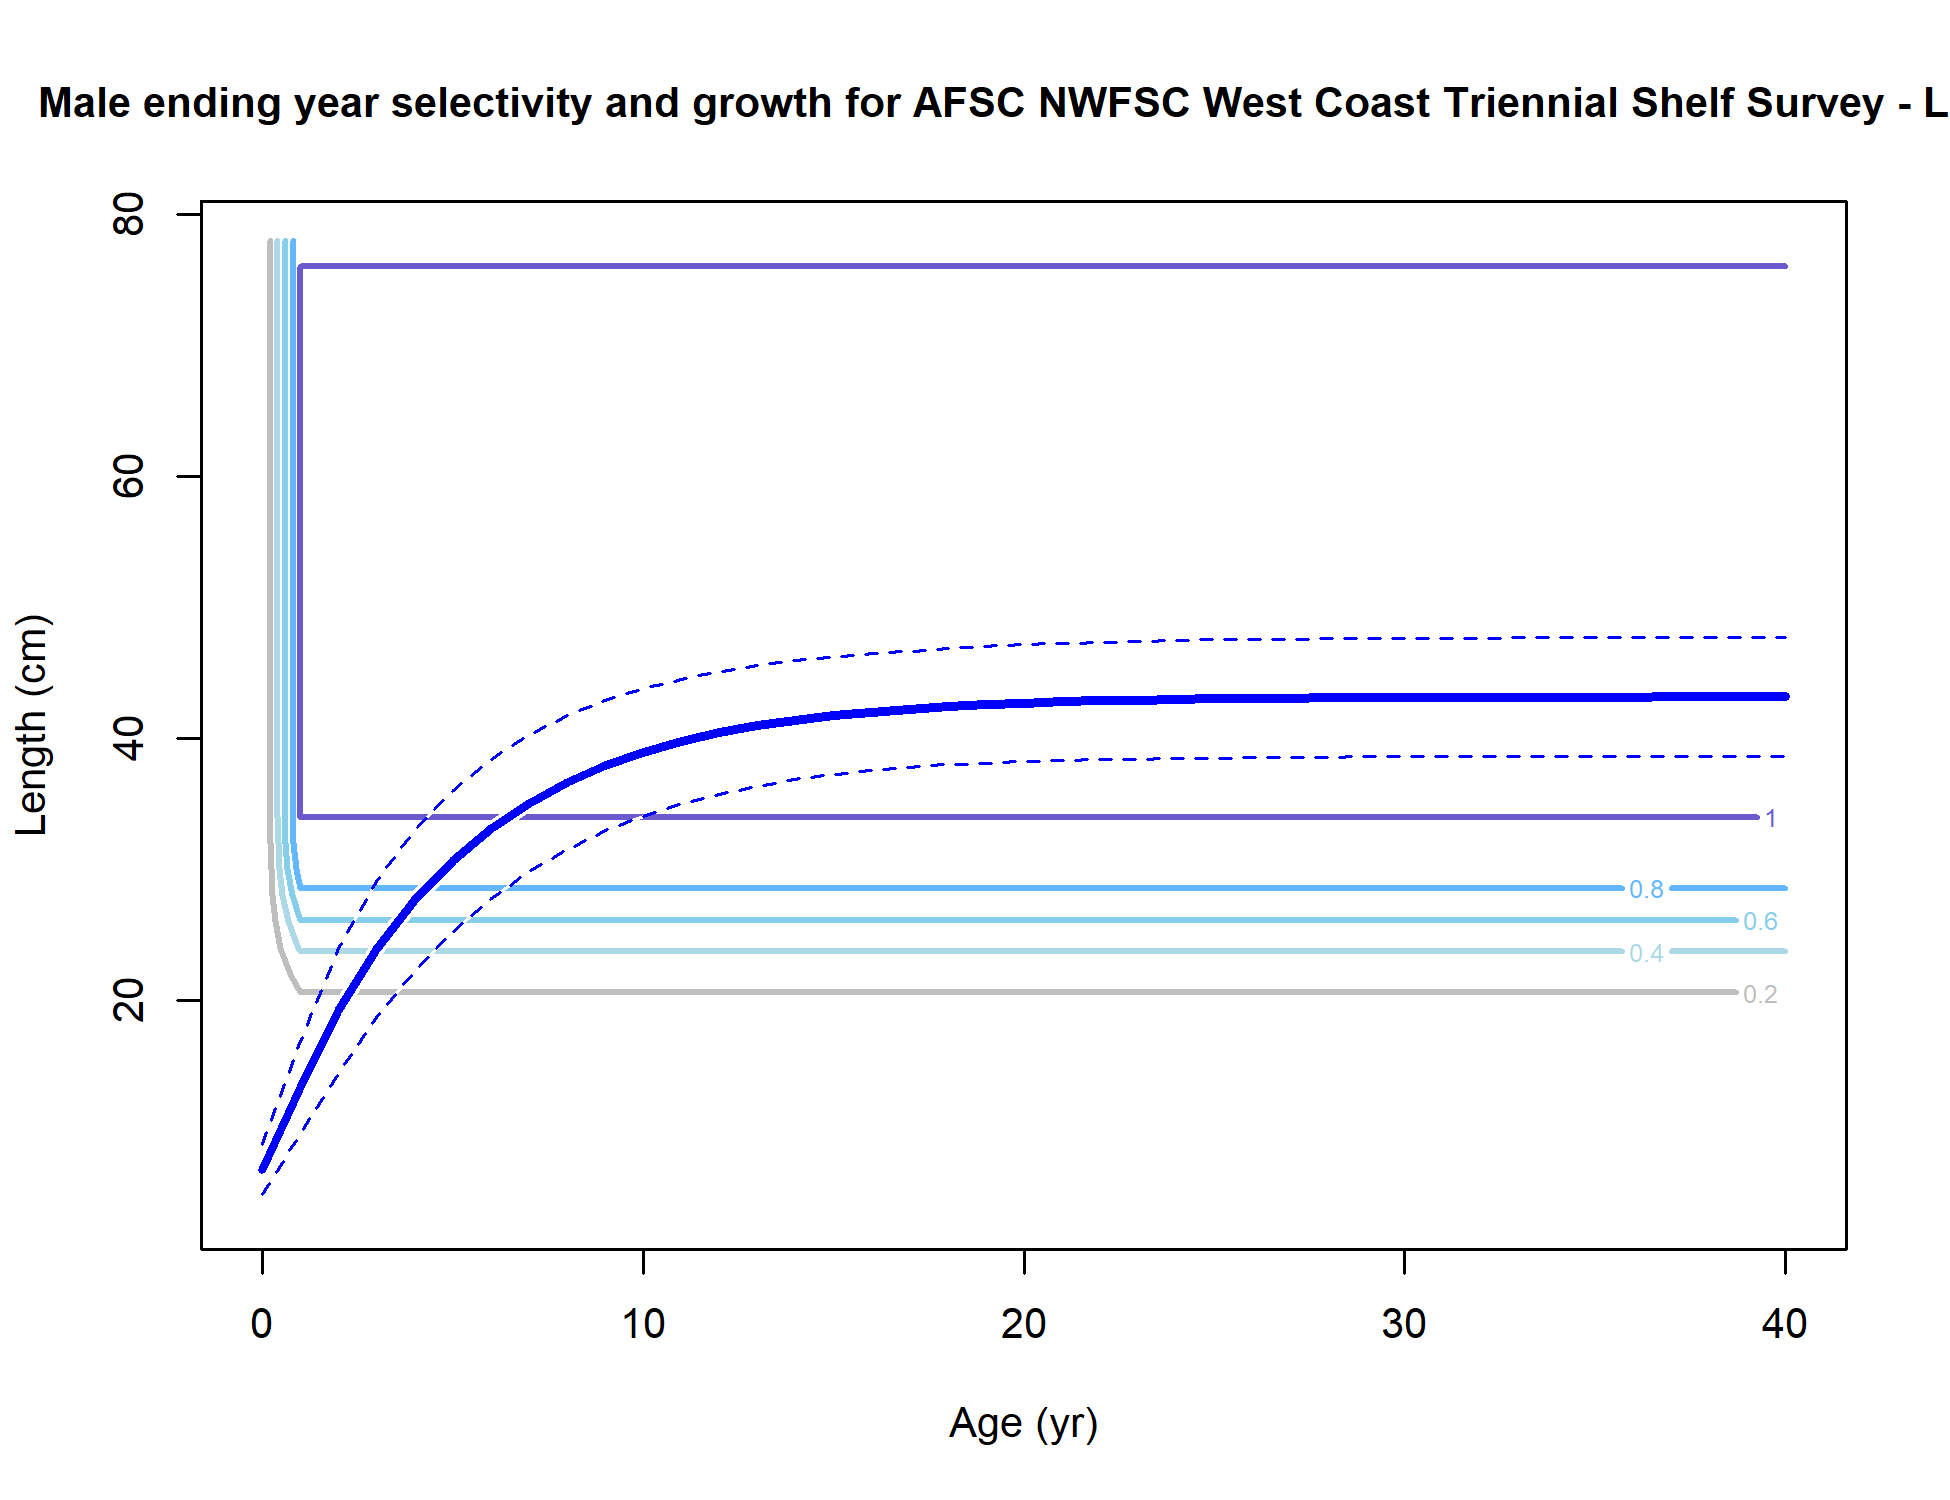 Male ending year selectivity and growth for AFSC NWFSC West Coast Triennial Shelf Survey - L
80
60
40
20
Length (cm)
1
0.8
0.6
0.4
0.2
0 10 20 30 40
Age (yr)